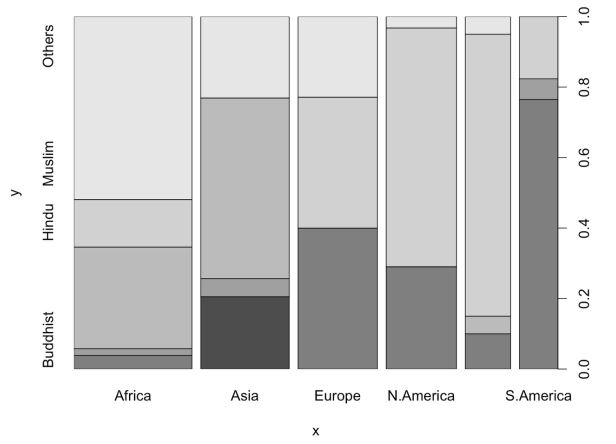 Others
Muslim
Hindu
Buddhist
y
1.0
0.8
0.6
0.4
0.2
0.0
Africa Asia Europe N.America S.America
x